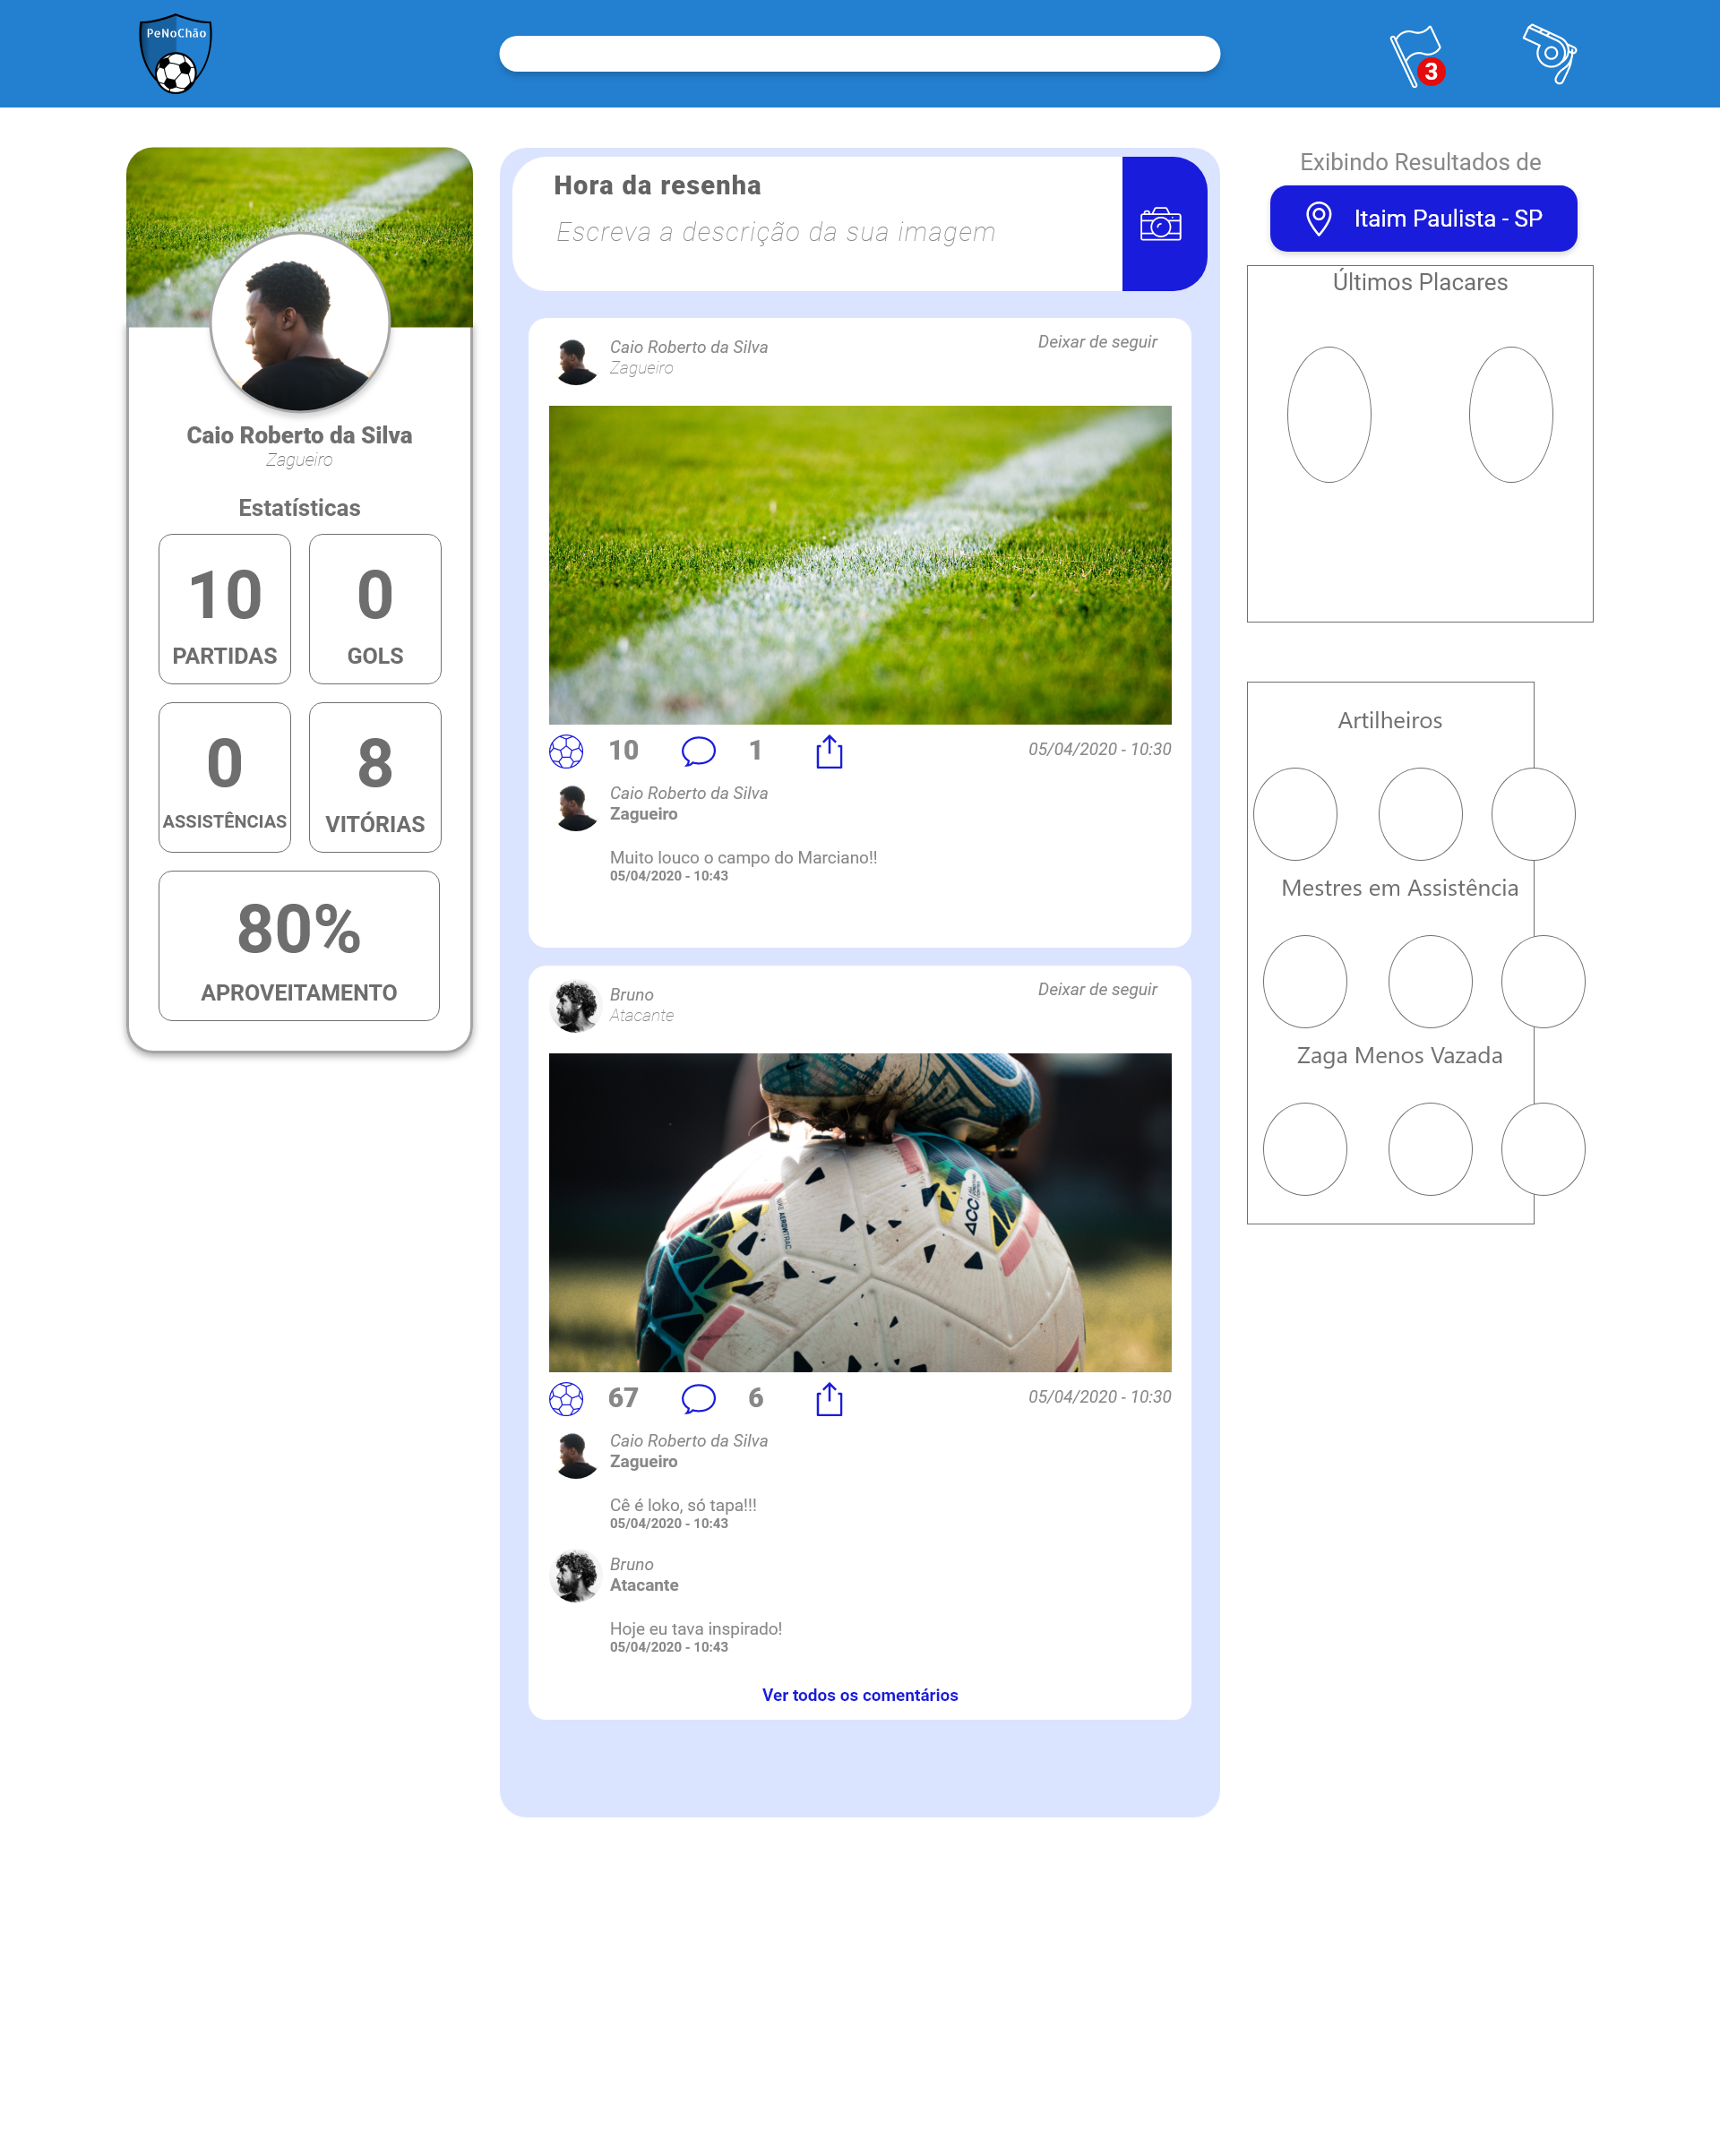 PeNoChão
3
Caio Roberto da Silva
Zagueiro
Estatísticas
10
PARTIDAS
0
GOLS
0
ASSISTÊNCIAS
8
VITÓRIAS
80%
APROVEITAMENTO
Hora da resenha
Escreva a descrição da sua imagem
Caio Roberto da Silva
Zagueiro
Deixar de seguir
10
1
05/04/2020 - 10:30
Caio Roberto da Silva
Zagueiro
Muito louco o campo do Marciano!!
05/04/2020 - 10:43
Bruno
Atacante
Deixar de seguir
NIKE AEROWTRAC
ACC
67
6
05/04/2020 - 10:30
Caio Roberto da Silva
Zagueiro
Cê é loko, só tapa!!!
05/04/2020 - 10:43
Bruno
Atacante
Hoje eu tava inspirado!
05/04/2020 - 10:43
Ver todos os comentários
Exibindo Resultados de
Itaim Paulista - SP
Últimos Placares
Artilheiros
Mestres em Assistência
Zaga Menos Vazada